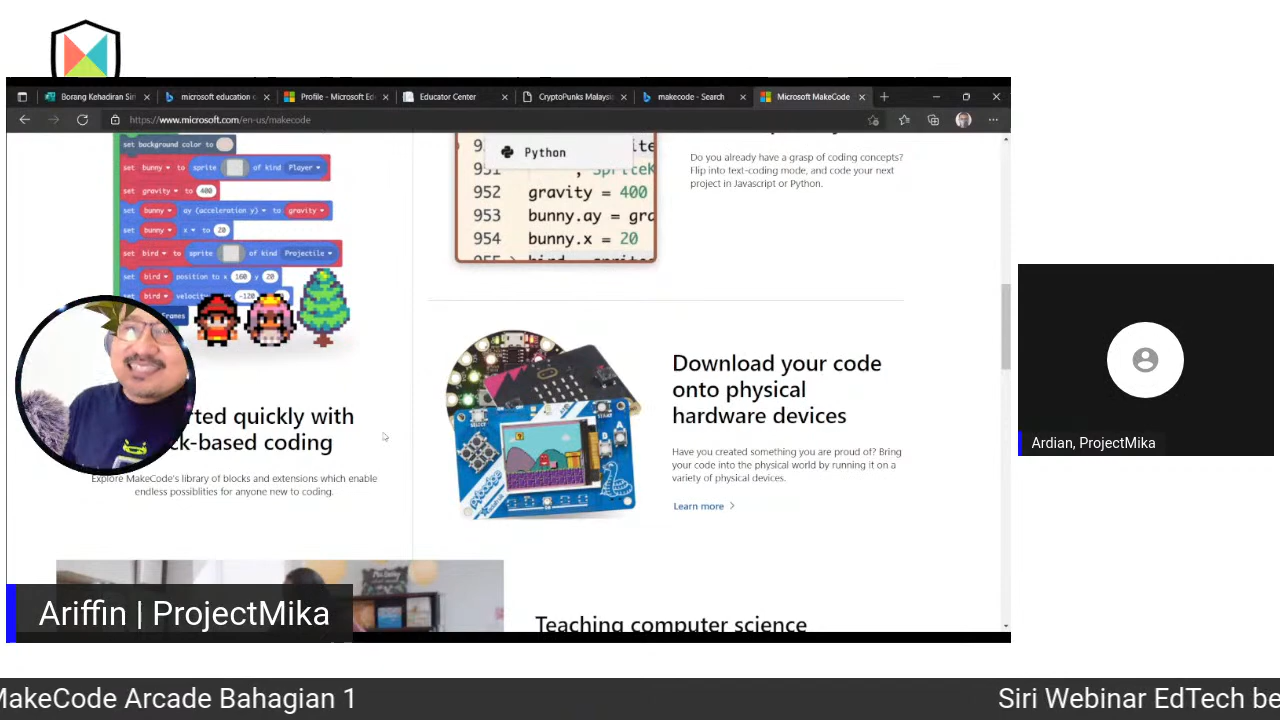 Borang Kehadiran Siri
microsoft education
Profile - Microsoft Ed
Educator Center
CryptoPunks Malaysi
makecode - Search
Microsoft MakeCode
https://www.microsoft.com/en-us/makecode
set background color to
set bunny to sprite of kind Player
set gravity to 400
set bunny ay (acceleration y) to gravity
set bunny x to 20
set bird to sprite of kind Projectile
set bird position to x 160 y 20
set bird velocity -120
Frames
Python
952 gravity = 400
953 bunny.ay = gra
954 bunny.x = 20
Do you already have a grasp of coding concepts?
Flip into text-coding mode, and code your next
project in Javascript or Python.
rted quickly with
ck-based coding
Explore MakeCode's library of blocks and extensions which enable
endless possiblities for anyone new to coding.
SELECT
START
A
B
Download your code
onto physical
hardware devices
Have you created something you are proud of? Bring
your code into the physical world by running it on a
variety of physical devices.
Learn more
Teaching computer science
Ariffin | ProjectMika
Ardian, ProjectMika
MakeCode Arcade Bahagian 1
Siri Webinar EdTech be